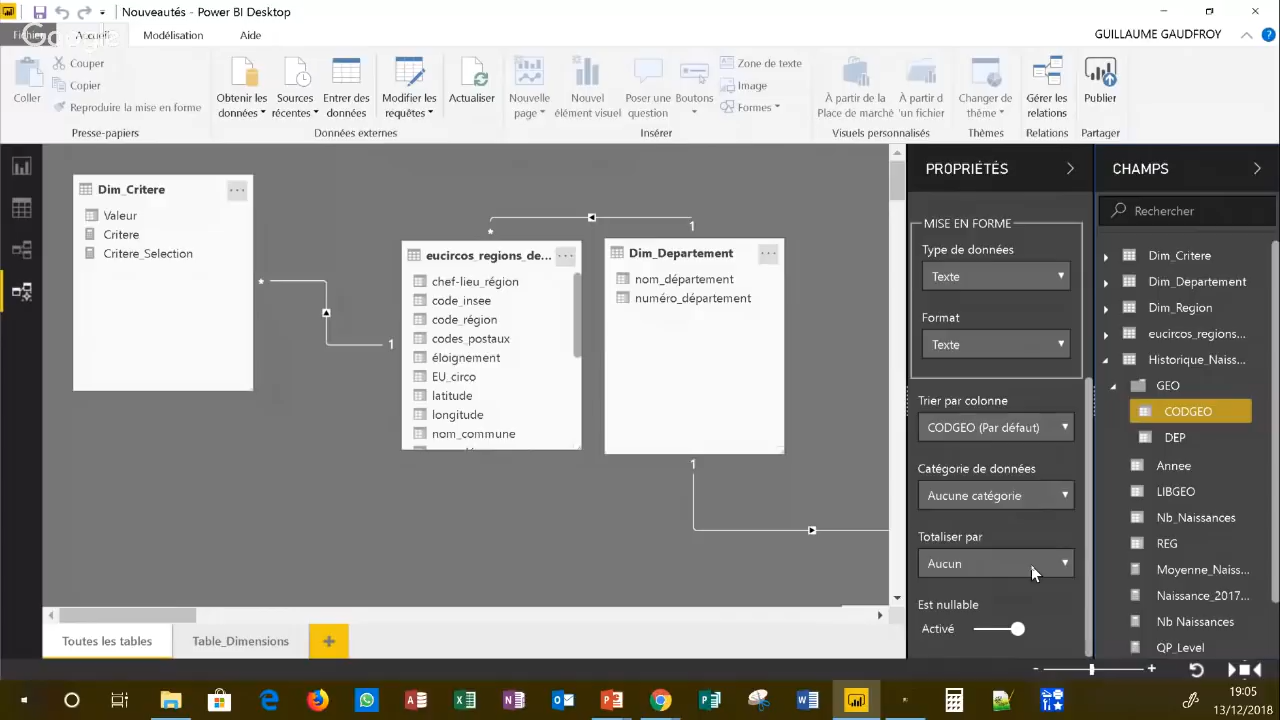 Nouveautés - Power BI Desktop
Fichier Accueil Modélisation Aide
Google
GUILLAUME GAUDFROY
Coller
Couper
Copier
Reproduire la mise en forme
Presse-papiers
Obtenir les données
Sources récentes
Entrer des données
Données externes
Modifier les requêtes
Actualiser
Nouvelle page
Nouvel élément visuel
Poser une question
Boutons
Zone de texte
Image
Formes
Insérer
À partir de la Place de marché
À partir d'un fichier
Visuels personnalisés
Changer de thème
Thèmes
Gérer les relations
Relations
Publier
Partager
Dim_Critere
...
Valeur
Critere
Critere_Selection
*
1
*
1
eucircos_regions_de...
...
chef-lieu_région
code_insee
code_région
codes_postaux
éloignement
EU_circo
latitude
longitude
nom_commune
Dim_Departement
...
nom_département
numéro_département
1
PROPRIÉTÉS
MISE EN FORME
Type de données
Texte
Format
Texte
Trier par colonne
CODGEO (Par défaut)
Catégorie de données
Aucune catégorie
Totaliser par
Aucun
Est nullable
Activé
CHAMPS
Rechercher
Dim_Critere
Dim_Departement
Dim_Region
eucircos_regions...
Historique_Naiss...
GEO
CODGEO
DEP
Annee
LIBGEO
Nb_Naissances
REG
Moyenne_Naiss...
Naissance_2017...
Nb Naissances
QP_Level
Toutes les tables
Table_Dimensions
+
- +
19:05
13/12/2018